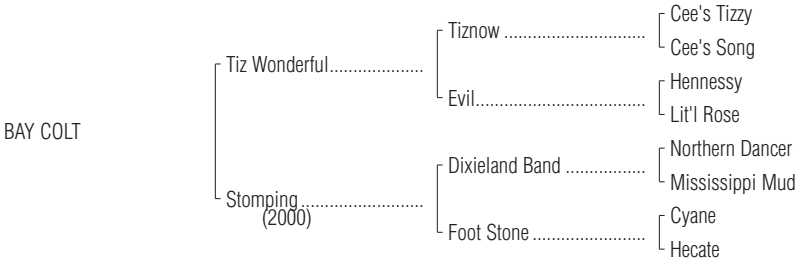 Cee's Tizzy
Tiznow ..............................
Cee's Song
Tiz Wonderful....................
Hennessy
Evil....................................
Lit'l Rose
BAY COLT
Northern Dancer
Dixieland Band .................
Mississippi Mud
Stomping..........................
(2000)
Cyane
Foot Stone ........................
Hecate